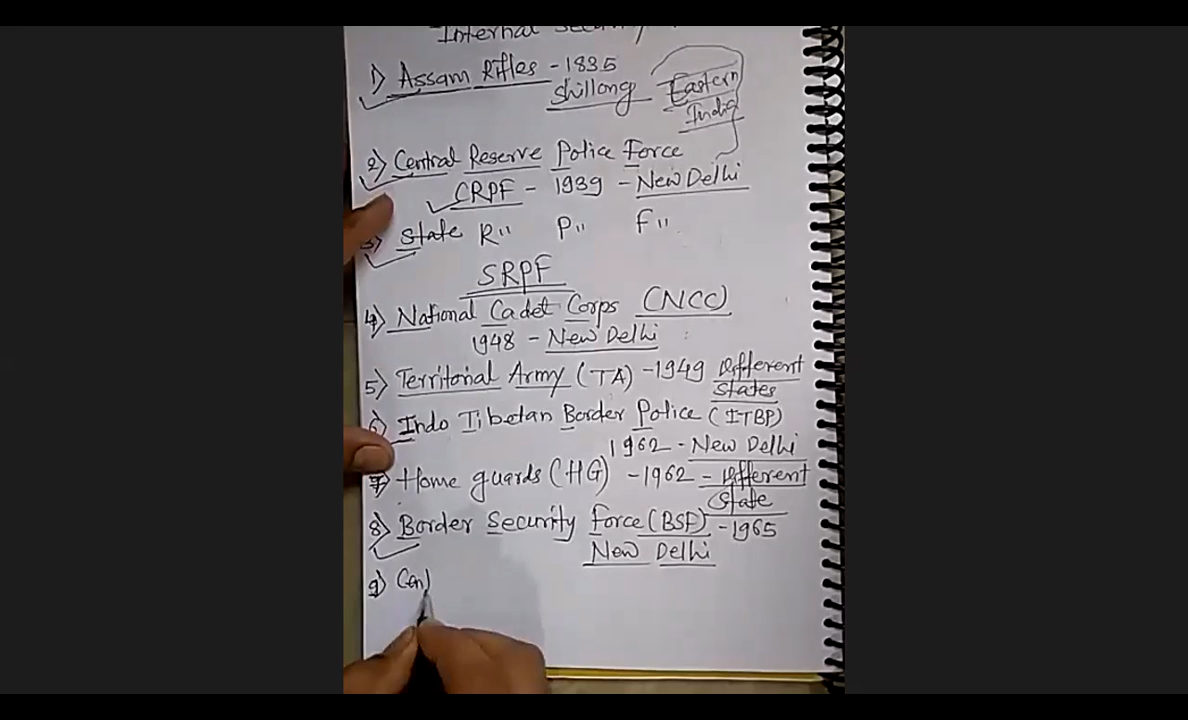 Internal Security
1) Assam Rifles - 1835
Shillong
Eastern
India
2) Central Reserve Police Force
CRPF - 1939 - New Delhi
3) State R" P" F"
SRPF
4) National Cadet Corps (NCC)
1948 - New Delhi
5) Territorial Army (TA) - 1949 Different
States
6) Indo Tibetan Border Police (ITBP)
1962 - New Delhi
7) Home guards (HG) - 1962 - Different
State
8) Border Security Force (BSF) - 1965
New Delhi
9) Cen